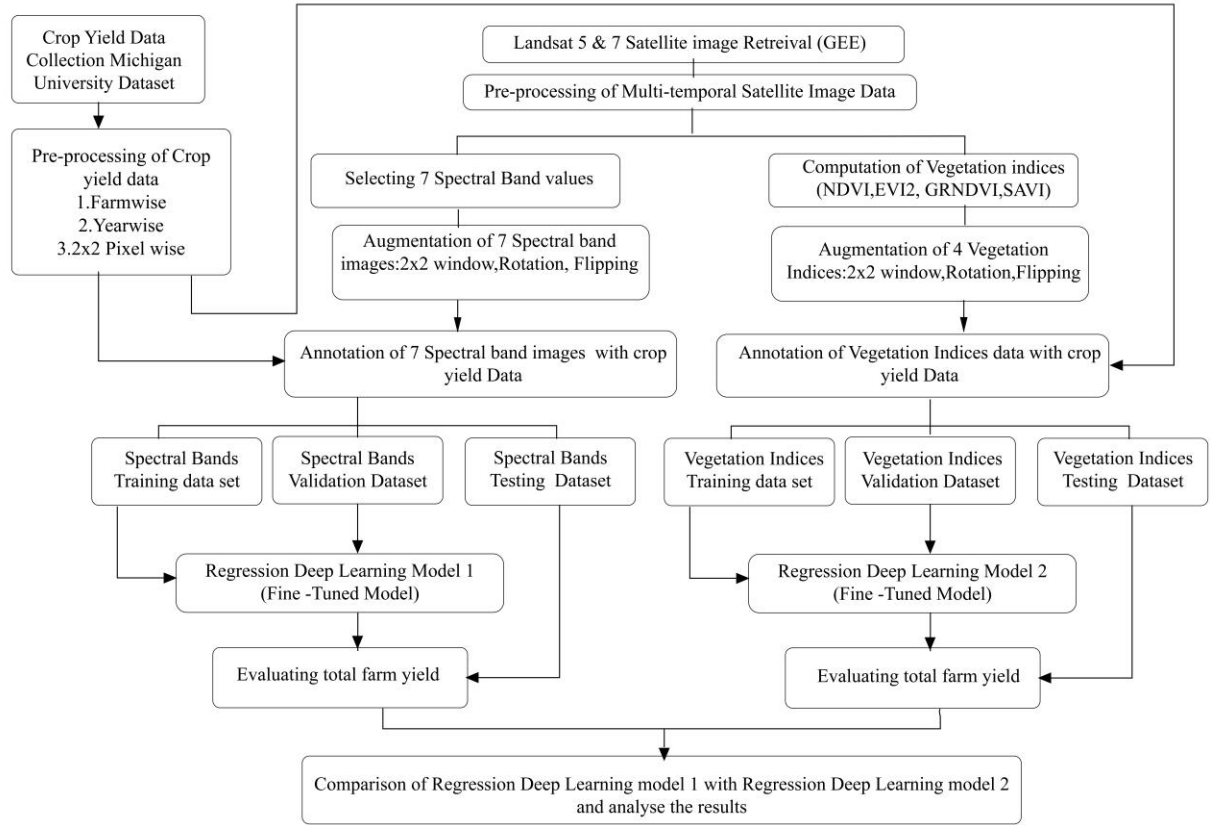 Crop Yield Data
Collection Michigan
University Dataset
Landsat 5 & 7 Satellite image Retreival (GEE)
Pre-processing of Multi-temporal Satellite Image Data
Pre-processing of Crop
yield data
1.Farmwise
2.Yearwise
3.2x2 Pixel wise
Selecting 7 Spectral Band values
Computation of Vegetation indices
(NDVI,EVI2, GRNDVI,SAVI)
Augmentation of 7 Spectral band
images:2x2 window,Rotation, Flipping
Augmentation of 4 Vegetation
Indices:2x2 window,Rotation,Flipping
Annotation of 7 Spectral band images with crop
yield Data
Annotation of Vegetation Indices data with crop
yield Data
Spectral Bands
Training data set
Spectral Bands
Validation Dataset
Spectral Bands
Testing Dataset
Vegetation Indices
Training data set
Vegetation Indices
Validation Dataset
Vegetation Indices
Testing Dataset
Regression Deep Learning Model 1
(Fine -Tuned Model)
Regression Deep Learning Model 2
(Fine -Tuned Model)
Evaluating total farm yield
Evaluating total farm yield
Comparison of Regression Deep Learning model 1 with Regression Deep Learning model 2
and analyse the results